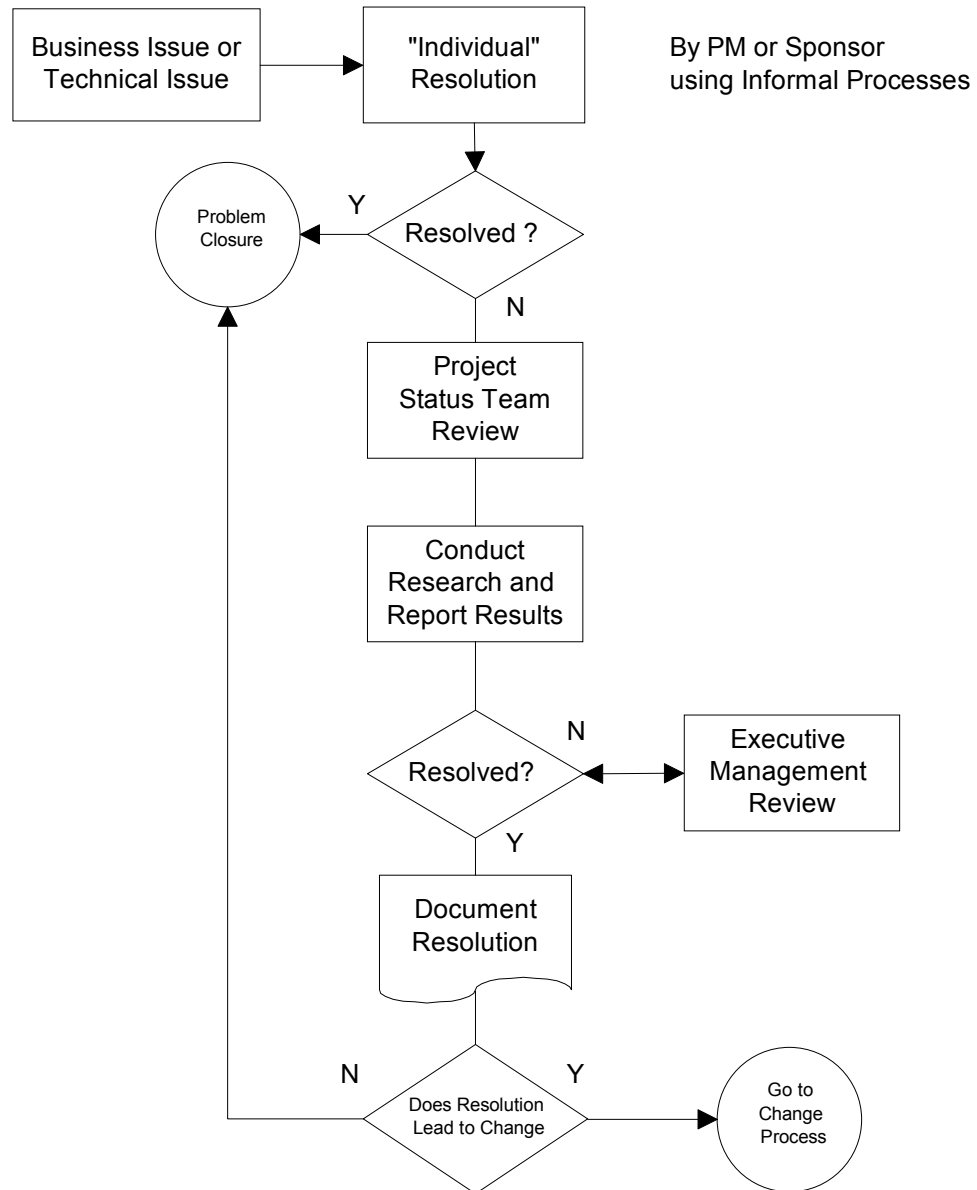 Business Issue or
Technical Issue
"Individual"
Resolution
By PM or Sponsor
using Informal Processes
Problem
Closure
Y
Resolved ?
N
Project
Status Team
Review
Conduct
Research and
Report Results
Resolved?
N
Executive
Management
Review
Y
Document
Resolution
N
Does Resolution
Lead to Change
Y
Go to
Change
Process